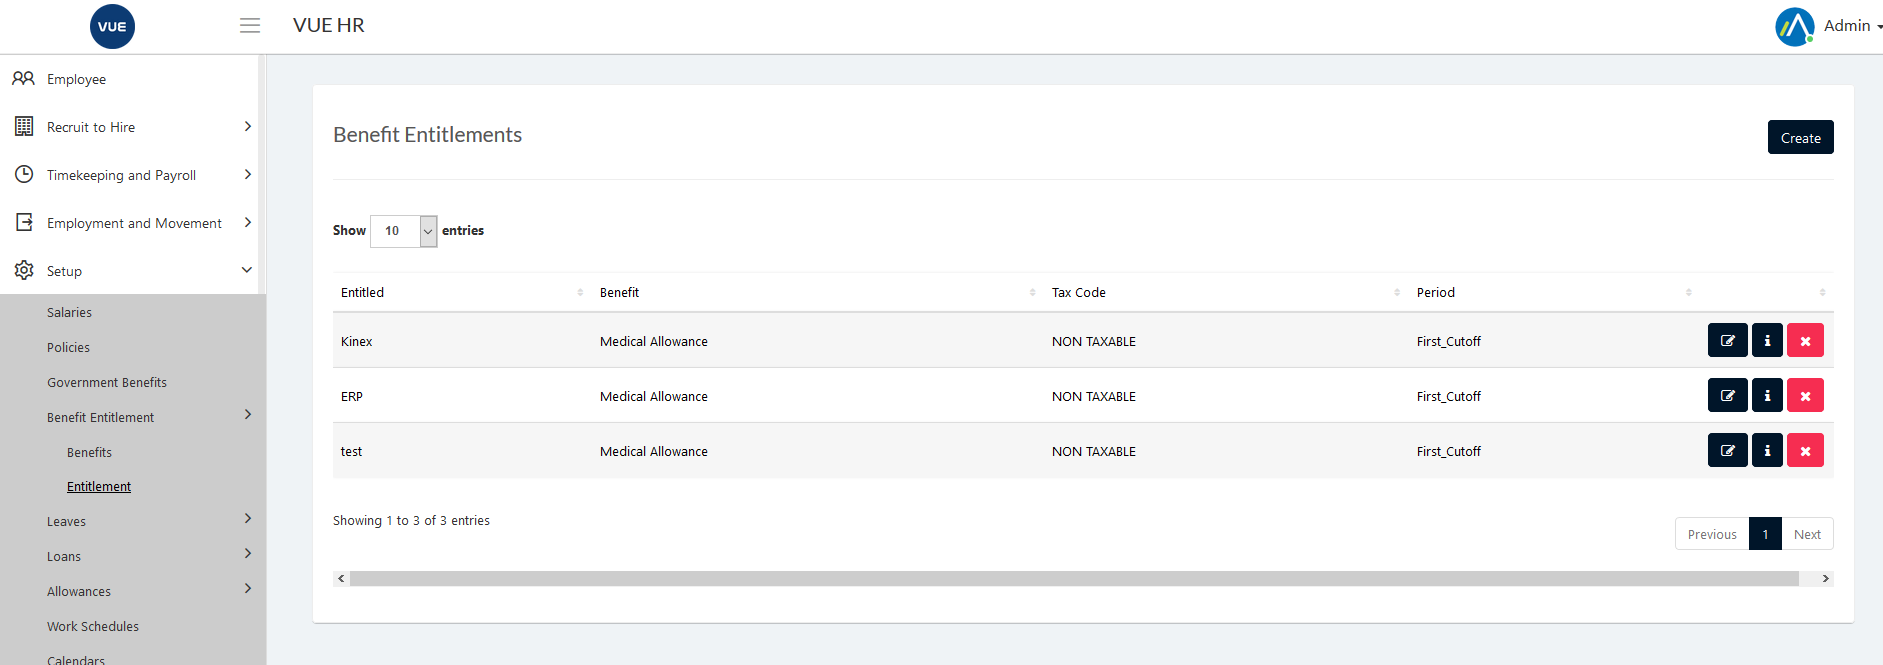 VUE
VUE HR
Admin
Employee
Recruit to Hire
Timekeeping and Payroll
Employment and Movement
Setup
Salaries
Policies
Government Benefits
Benefit Entitlement
Benefits
Entitlement
Leaves
Loans
Allowances
Work Schedules
Calendars
Benefit Entitlements
Create
Show 10 entries
Entitled Benefit Tax Code Period
Kinex Medical Allowance NON TAXABLE First_Cutoff
ERP Medical Allowance NON TAXABLE First_Cutoff
test Medical Allowance NON TAXABLE First_Cutoff
Showing 1 to 3 of 3 entries
Previous 1 Next